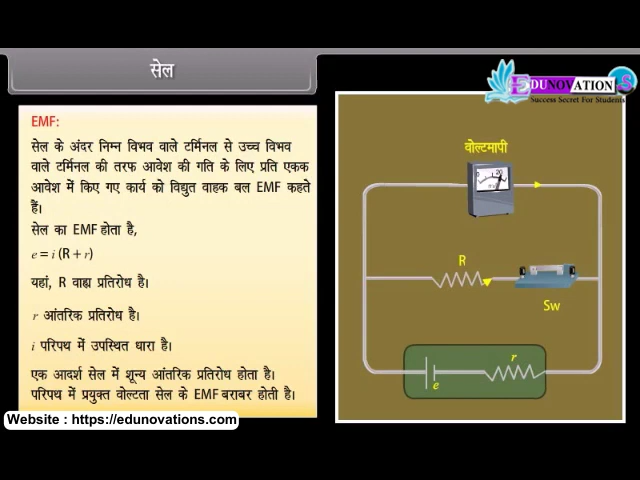 सेल
EDUNOVATIONS
Success Secret For Students
EMF:
सेल के अंदर निम्न विभव वाले टर्मिनल से उच्च विभव
वाले टर्मिनल की तरफ आवेश की गति के लिए प्रति एकक
आवेश में किए गए कार्य को विद्युत वाहक बल EMF कहते
हैं।
सेल का EMF होता है,
e = i (R + r)
यहां, R वाह्य प्रतिरोध है।
r आंतरिक प्रतिरोध है।
i परिपथ में उपस्थित धारा है।
एक आदर्श सेल में शून्य आंतरिक प्रतिरोध होता है।
परिपथ में प्रयुक्त वोल्टता सेल के EMF बराबर होती है।
वोल्टमापी
R
Sw
e
r
Website : https://edunovations.com